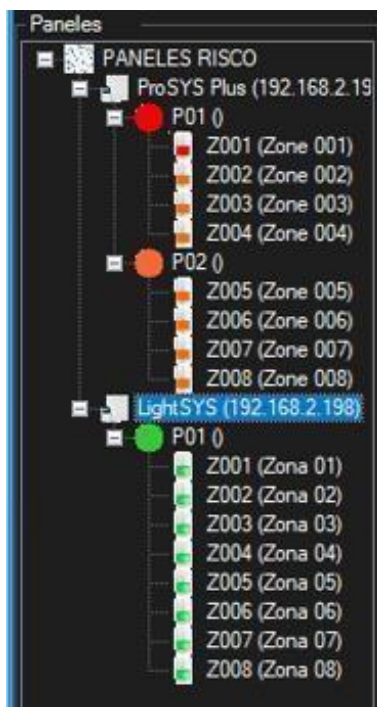 Paneles
PANELES RISCO
ProSYS Plus (192.168.2.19
P01 ()
Z001 (Zone 001)
Z002 (Zone 002)
Z003 (Zone 003)
Z004 (Zone 004)
P02 ()
Z005 (Zone 005)
Z006 (Zone 006)
Z007 (Zone 007)
Z008 (Zone 008)
LightSYS (192.168.2.198)
P01 ()
Z001 (Zona 01)
Z002 (Zona 02)
Z003 (Zona 03)
Z004 (Zona 04)
Z005 (Zona 05)
Z006 (Zona 06)
Z007 (Zona 07)
Z008 (Zona 08)